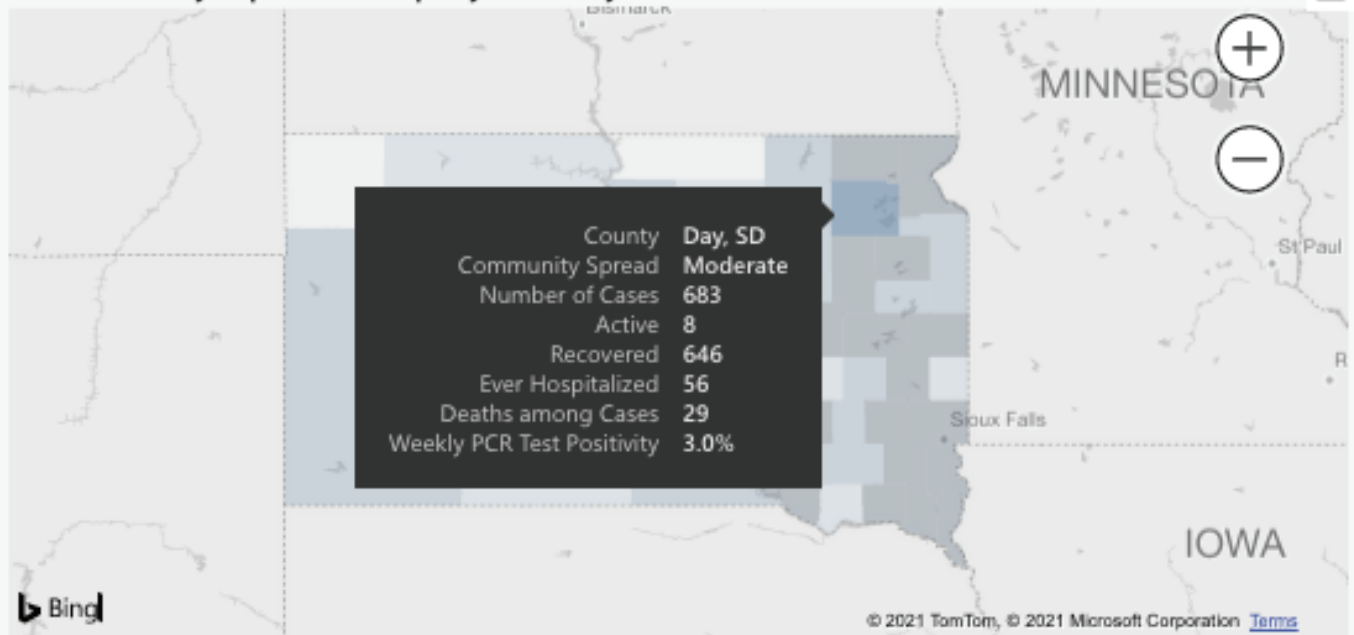 Bismarck
MINNESOTA
County Day, SD
Community Spread Moderate
Number of Cases 683
Active 8
Recovered 646
Ever Hospitalized 56
Deaths among Cases 29
Weekly PCR Test Positivity 3.0%
St Paul
R
Sioux Falls
IOWA
Bing
© 2021 TomTom, © 2021 Microsoft Corporation Terms